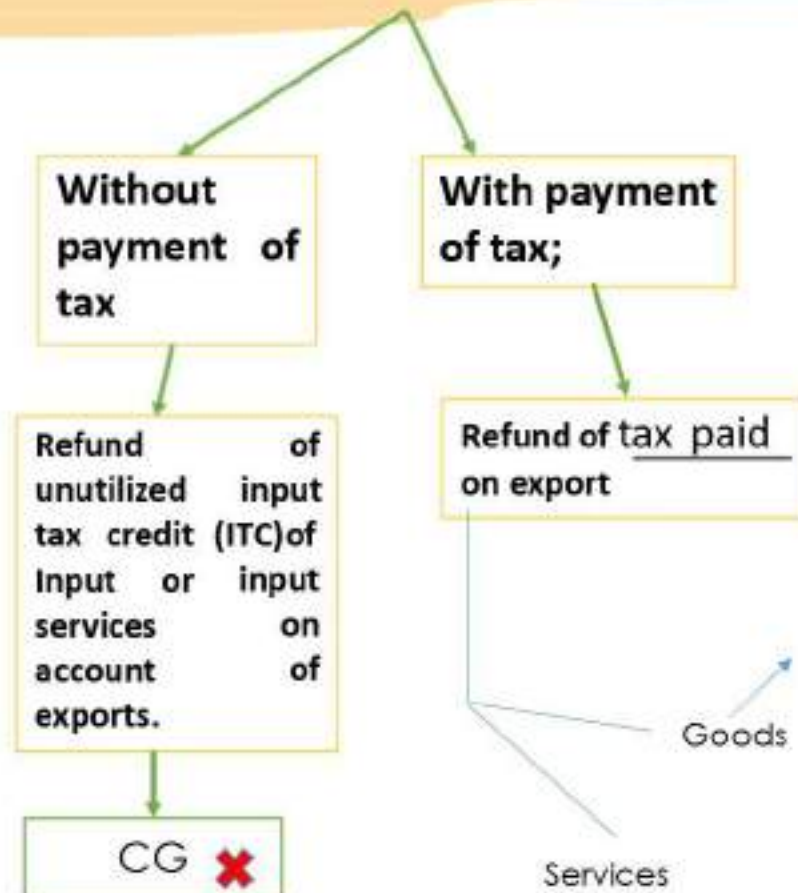 Without
payment of
tax
With payment
of tax;
Refund of
unutilized input
tax credit (ITC)of
Input or input
services on
account of
exports.
Refund of tax paid
on export
Goods
Services
CG